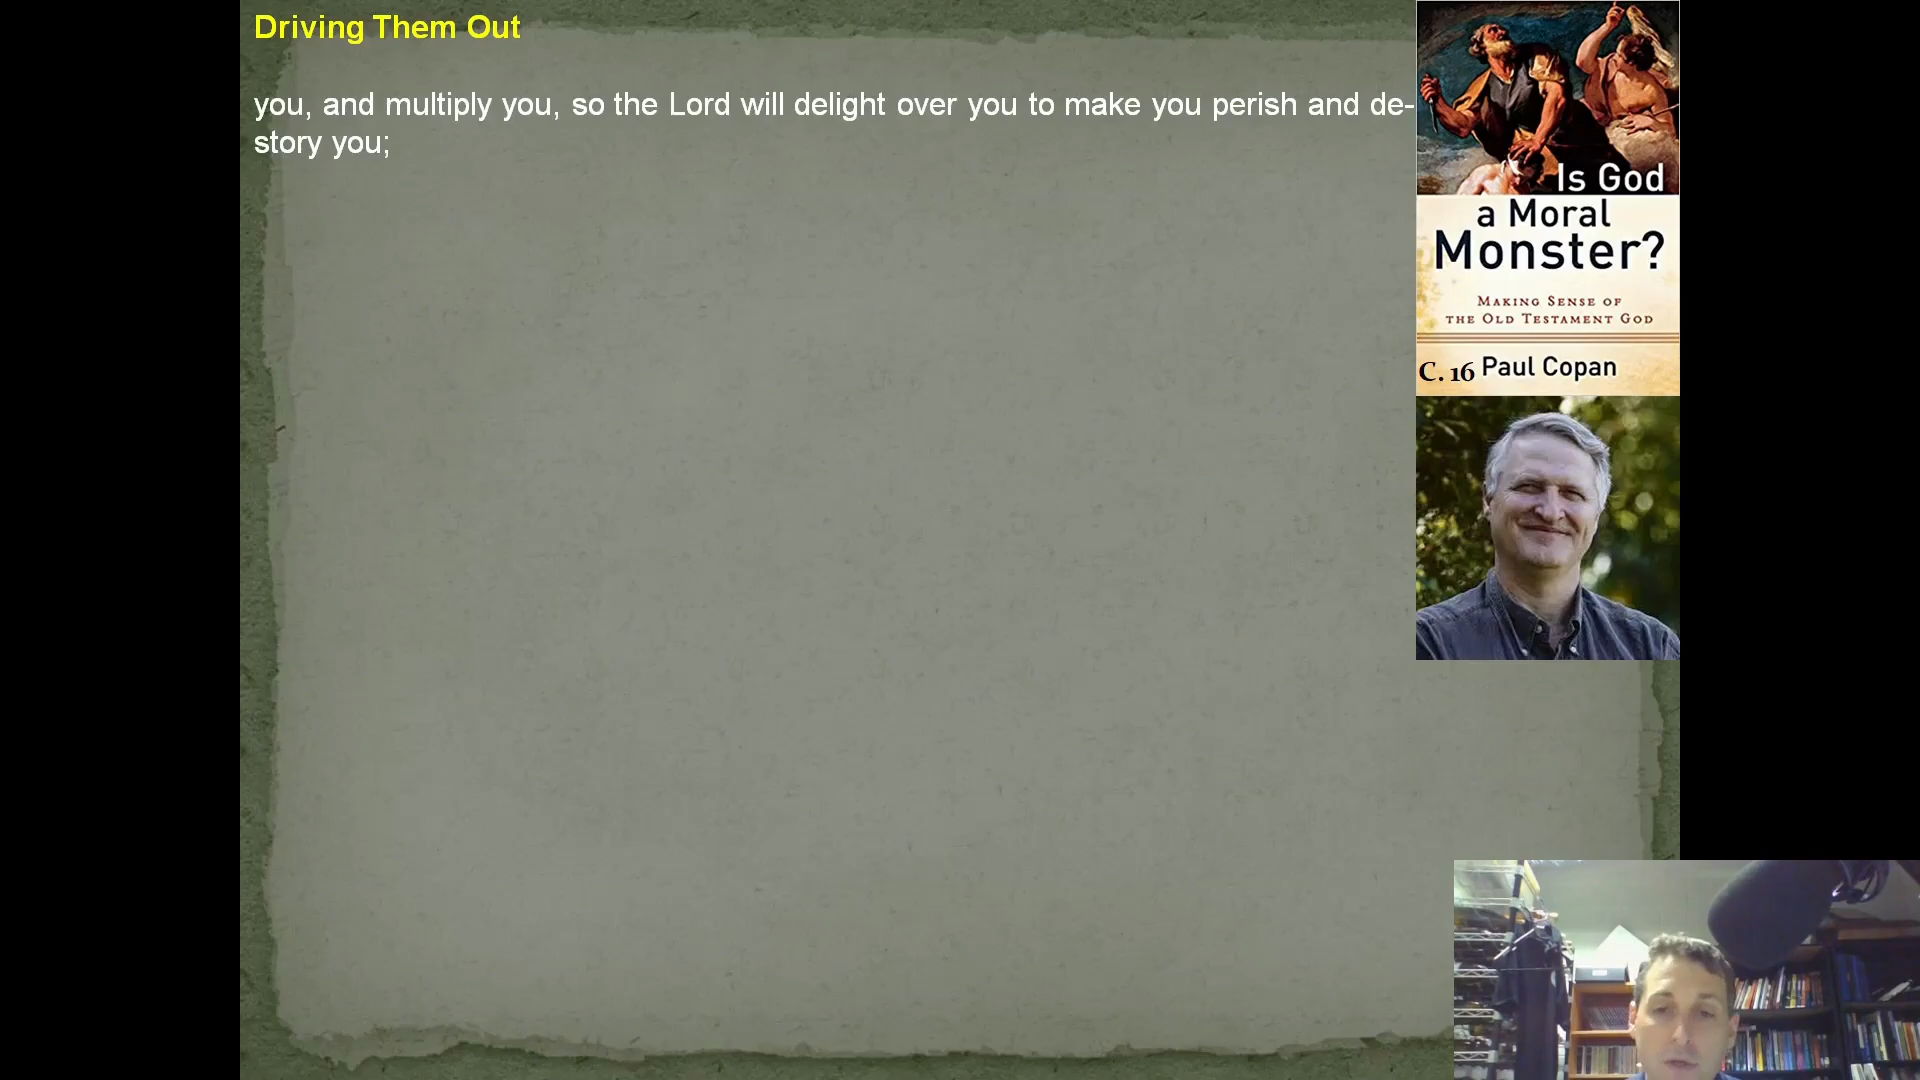 Driving Them Out
you, and multiply you, so the Lord will delight over you to make you perish and de-
story you;
Is God
a Moral
Monster?
Making Sense of
the Old Testament God
C. 16 Paul Copan